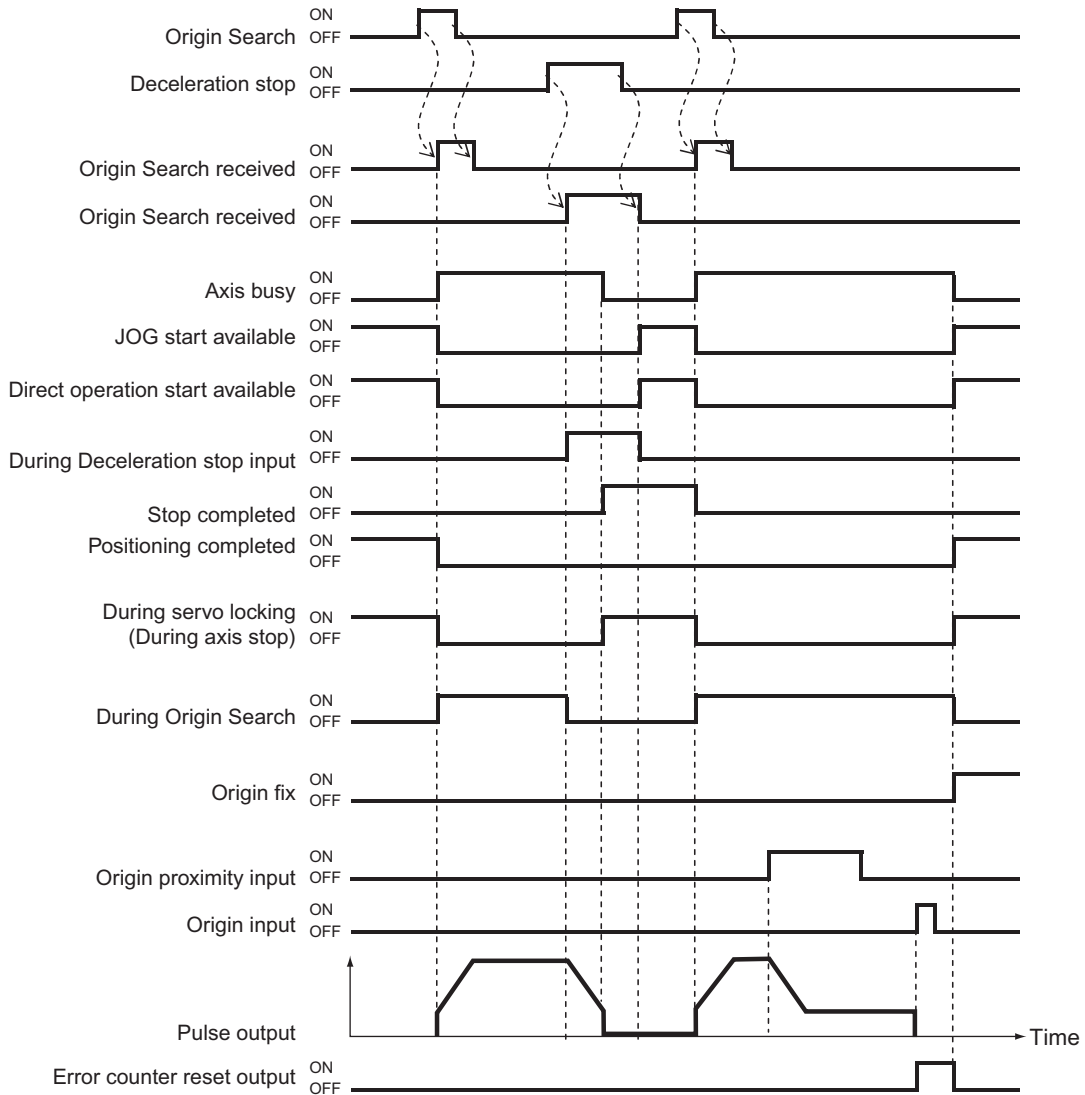 ON
Origin Search OFF
ON
Deceleration stop OFF
ON
Origin Search received OFF
ON
Origin Search received OFF
ON
Axis busy OFF
ON
JOG start available OFF
ON
Direct operation start available OFF
ON
During Deceleration stop input OFF
ON
Stop completed OFF
Positioning completed ON
OFF
During servo locking ON
(During axis stop) OFF
ON
During Origin Search OFF
ON
Origin fix OFF
ON
Origin proximity input OFF
ON
Origin input OFF
Pulse output Time
ON
Error counter reset output OFF